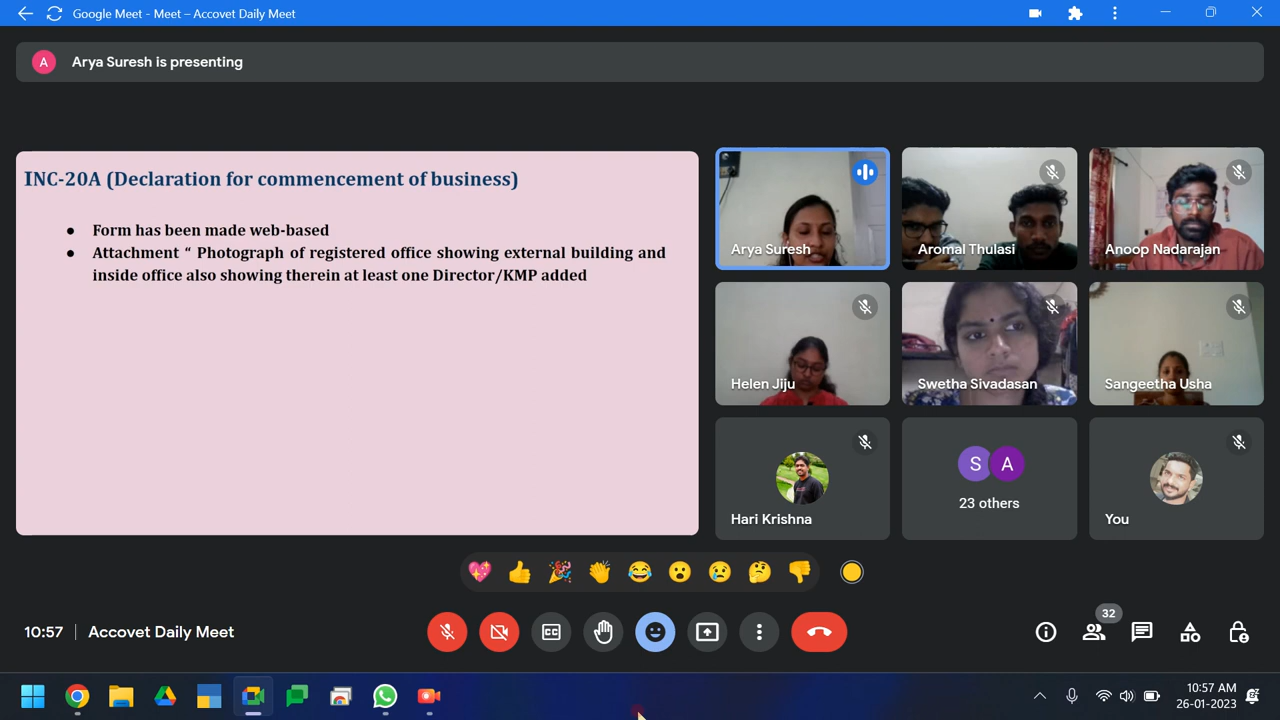 Google Meet - Meet – Accovet Daily Meet
A
Arya Suresh is presenting
INC-20A (Declaration for commencement of business)
● Form has been made web-based
● Attachment “ Photograph of registered office showing external building and
inside office also showing therein at least one Director/KMP added
Arya Suresh
Aromal Thulasi
Anoop Nadarajan
Helen Jiju
Swetha Sivadasan
Sangeetha Usha
Hari Krishna
S
A
23 others
You
10:57 | Accovet Daily Meet
CC
32
10:57 AM
26-01-2023